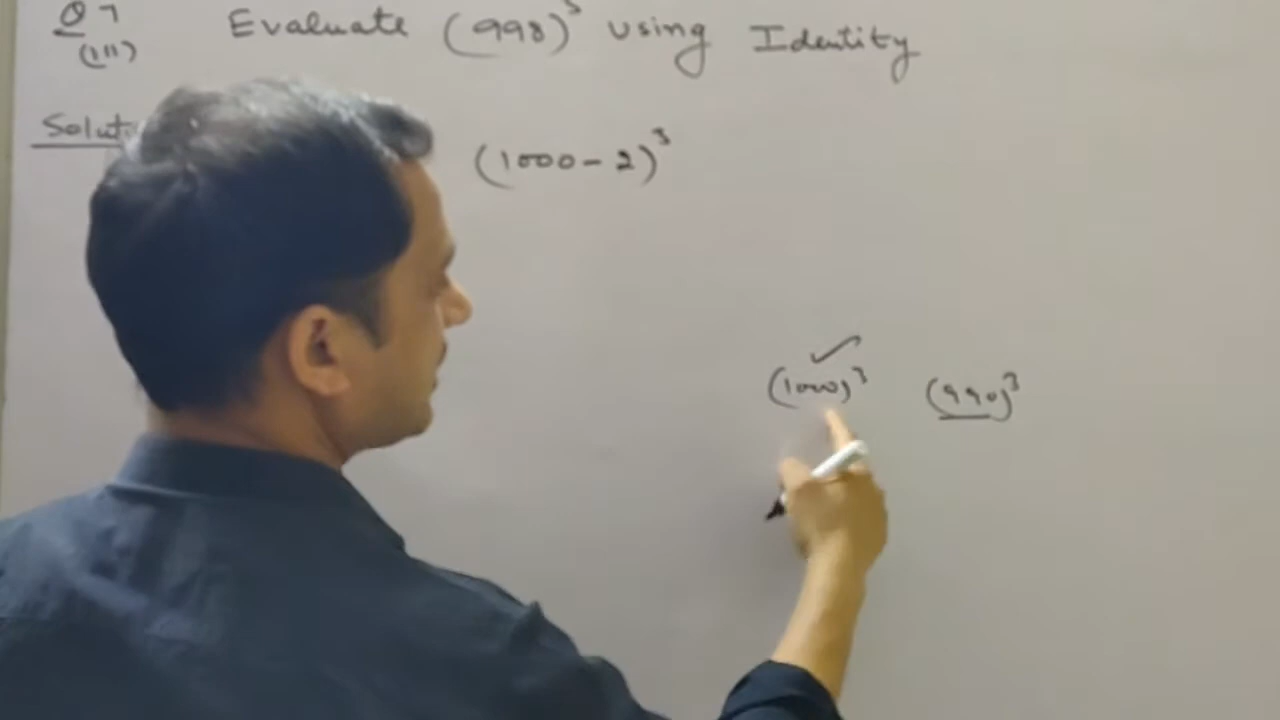 Q7 Evaluate (998)³ using Identity
(iii)
Soluti
(1000-2)³
(1000)³ (990)³